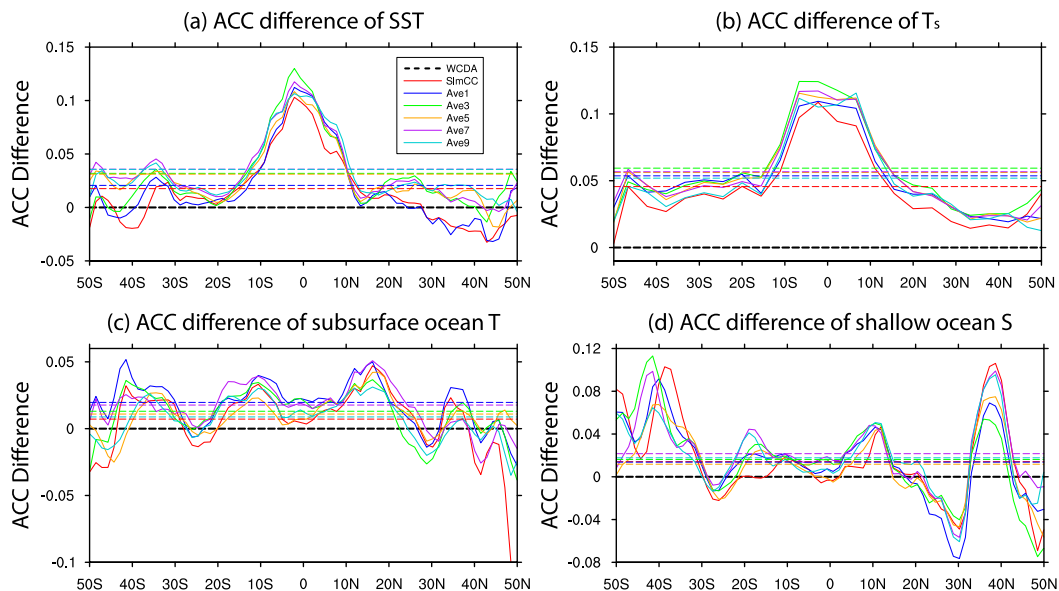 (a) ACC difference of SST
ACC Difference
0.15
0.1
0.05
0
-0.05
WCDA
SImCC
Ave1
Ave3
Ave5
Ave7
Ave9
50S 40S 30S 20S 10S 0 10N 20N 30N 40N 50N
(b) ACC difference of Ts
ACC Difference
0.15
0.1
0.05
0
50S 40S 30S 20S 10S 0 10N 20N 30N 40N 50N
(c) ACC difference of subsurface ocean T
ACC Difference
0.05
0
-0.05
-0.1
50S 40S 30S 20S 10S 0 10N 20N 30N 40N 50N
(d) ACC difference of shallow ocean S
ACC Difference
0.12
0.08
0.04
0
-0.04
-0.08
50S 40S 30S 20S 10S 0 10N 20N 30N 40N 50N